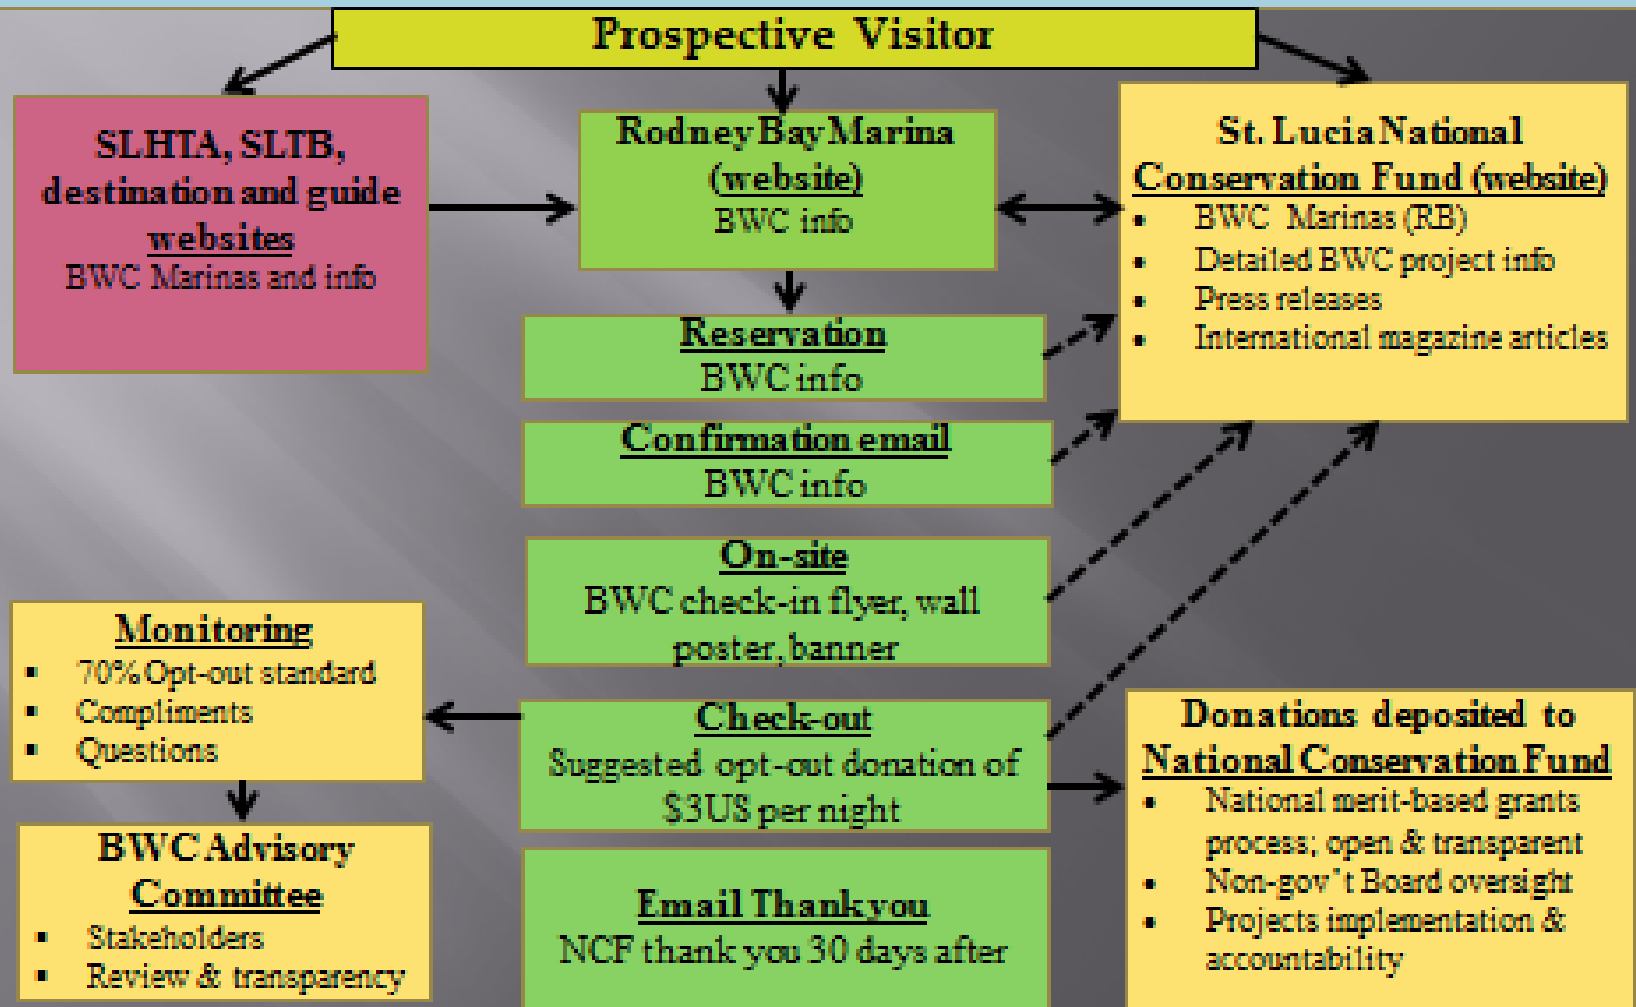 Prospective Visitor
SLHTA, SLTB,
destination and guide
websites
BWC Marinas and info
Rodney Bay Marina
(website)
BWC info
St. Lucia National
Conservation Fund (website)
• BWC Marinas (RB)
• Detailed BWC project info
• Press releases
• International magazine articles
Reservation
BWC info
Confirmation email
BWC info
On-site
BWC check-in flyer, wall
poster, banner
Monitoring
▪ 70% Opt-out standard
▪ Compliments
▪ Questions
Check-out
Suggested opt-out donation of
$3US per night
Donations deposited to
National Conservation Fund
• National merit-based grants
process; open & transparent
• Non-gov't Board oversight
• Projects implementation &
accountability
BWC Advisory
Committee
▪ Stakeholders
▪ Review & transparency
Email Thank you
NCF thank you 30 days after